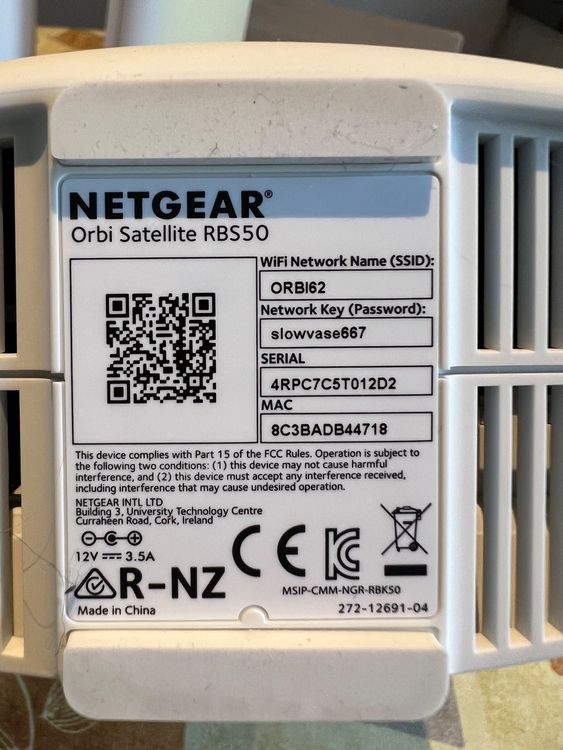 NETGEAR®
Orbi Satellite RBS50
WiFi Network Name (SSID):
ORBI62
Network Key (Password):
slowvase667
SERIAL
4RPC7C5T012D2
MAC
8C3BADB44718
This device complies with Part 15 of the FCC Rules. Operation is subject to
the following two conditions: (1) this device may not cause harmful
interference, and (2) this device must accept any interference received,
including interference that may cause undesired operation.
NETGEAR INTL LTD
Building 3, University Technology Centre
Curraheen Road, Cork, Ireland
12V ⎓ 3.5A
CE
KC
R-NZ
MSIP-CMM-NGR-RBK50
Made in China
272-12691-04